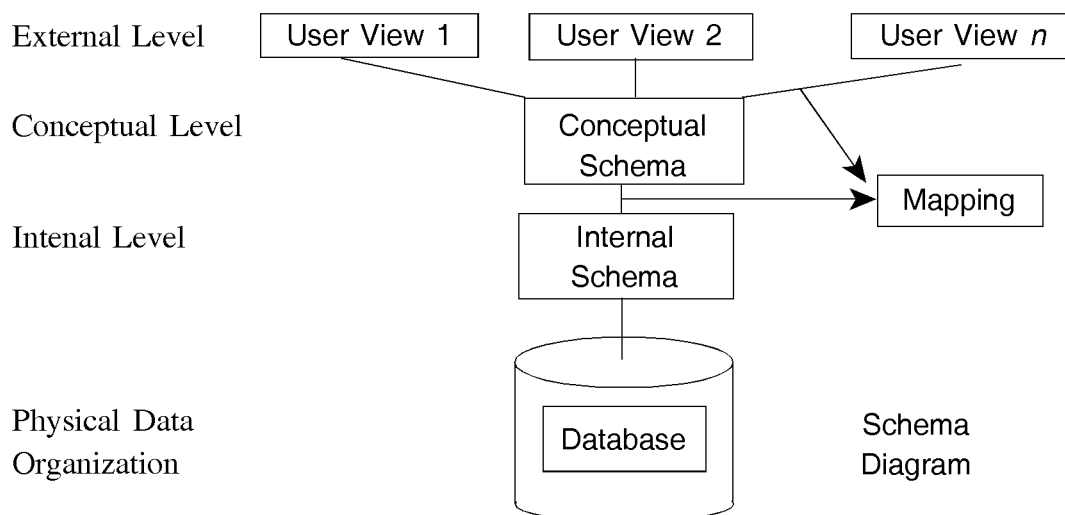 External Level
User View 1
User View 2
User View n
Conceptual Level
Conceptual
Schema
Mapping
Intenal Level
Internal
Schema
Physical Data
Organization
Database
Schema
Diagram